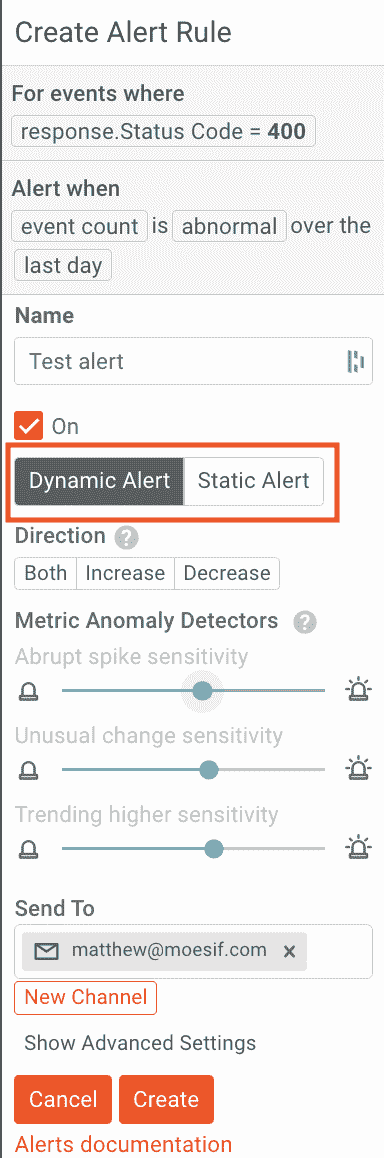 Create Alert Rule
For events where
response.Status Code = 400
Alert when
event count is abnormal over the
last day
Name
Test alert
On
Dynamic Alert Static Alert
Direction ?
Both Increase Decrease
Metric Anomaly Detectors ?
Abrupt spike sensitivity
Unusual change sensitivity
Trending higher sensitivity
Send To
matthew@moesif.com x
New Channel
Show Advanced Settings
Cancel Create
Alerts documentation